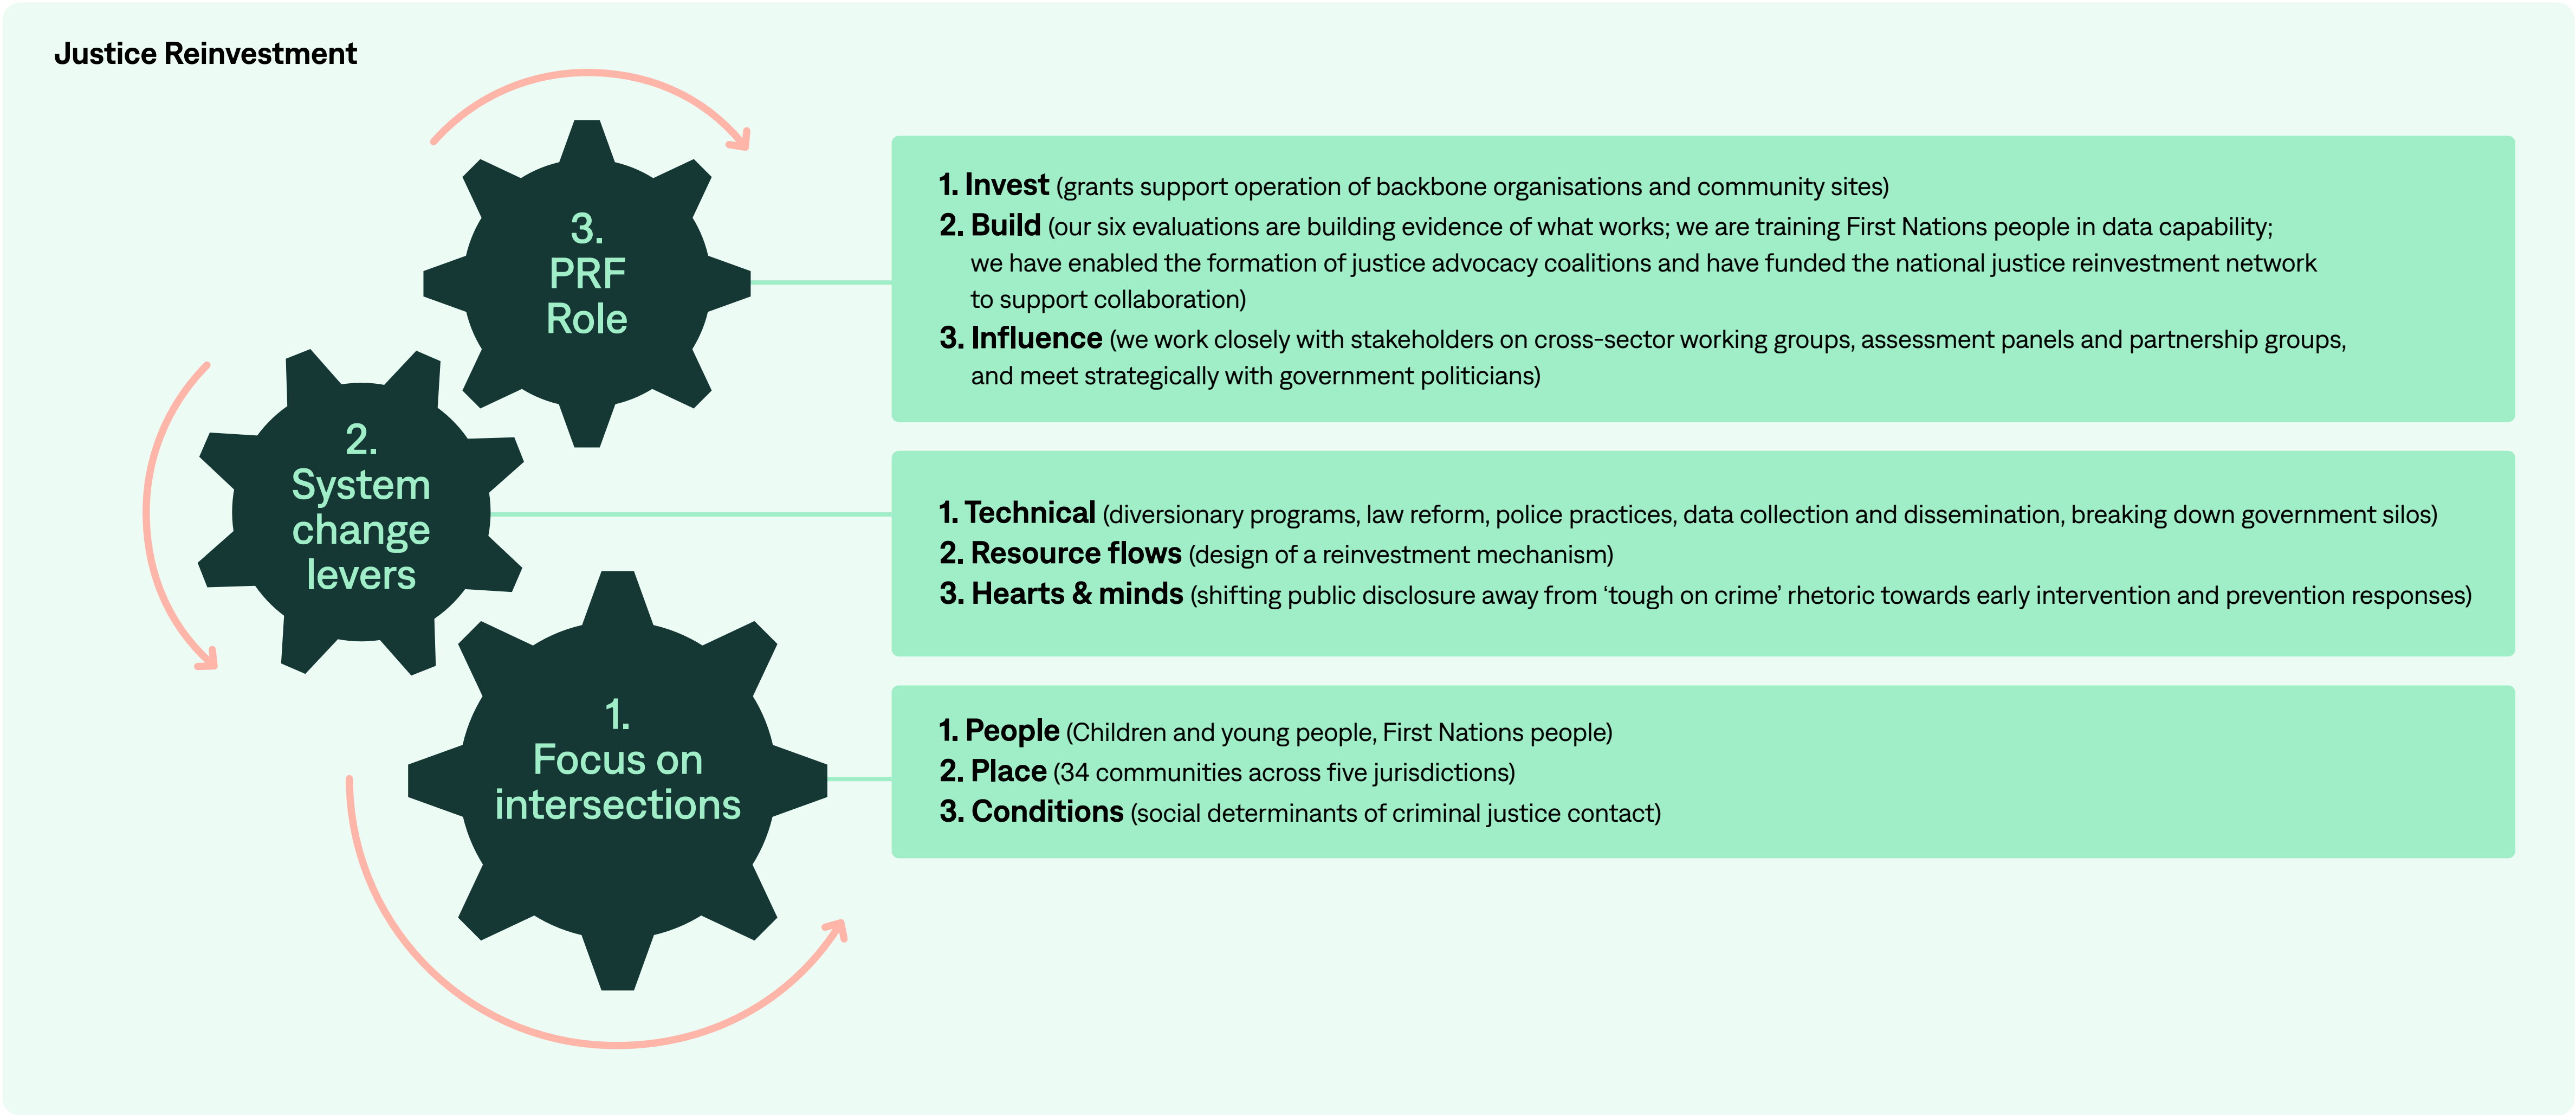 Justice Reinvestment
3.
PRF
Role
1. Invest (grants support operation of backbone organisations and community sites)
2. Build (our six evaluations are building evidence of what works; we are training First Nations people in data capability;
we have enabled the formation of justice advocacy coalitions and have funded the national justice reinvestment network
to support collaboration)
3. Influence (we work closely with stakeholders on cross-sector working groups, assessment panels and partnership groups,
and meet strategically with government politicians)
2.
System
change
levers
1. Technical (diversionary programs, law reform, police practices, data collection and dissemination, breaking down government silos)
2. Resource flows (design of a reinvestment mechanism)
3. Hearts & minds (shifting public disclosure away from ‘tough on crime’ rhetoric towards early intervention and prevention responses)
1.
Focus on
intersections
1. People (Children and young people, First Nations people)
2. Place (34 communities across five jurisdictions)
3. Conditions (social determinants of criminal justice contact)